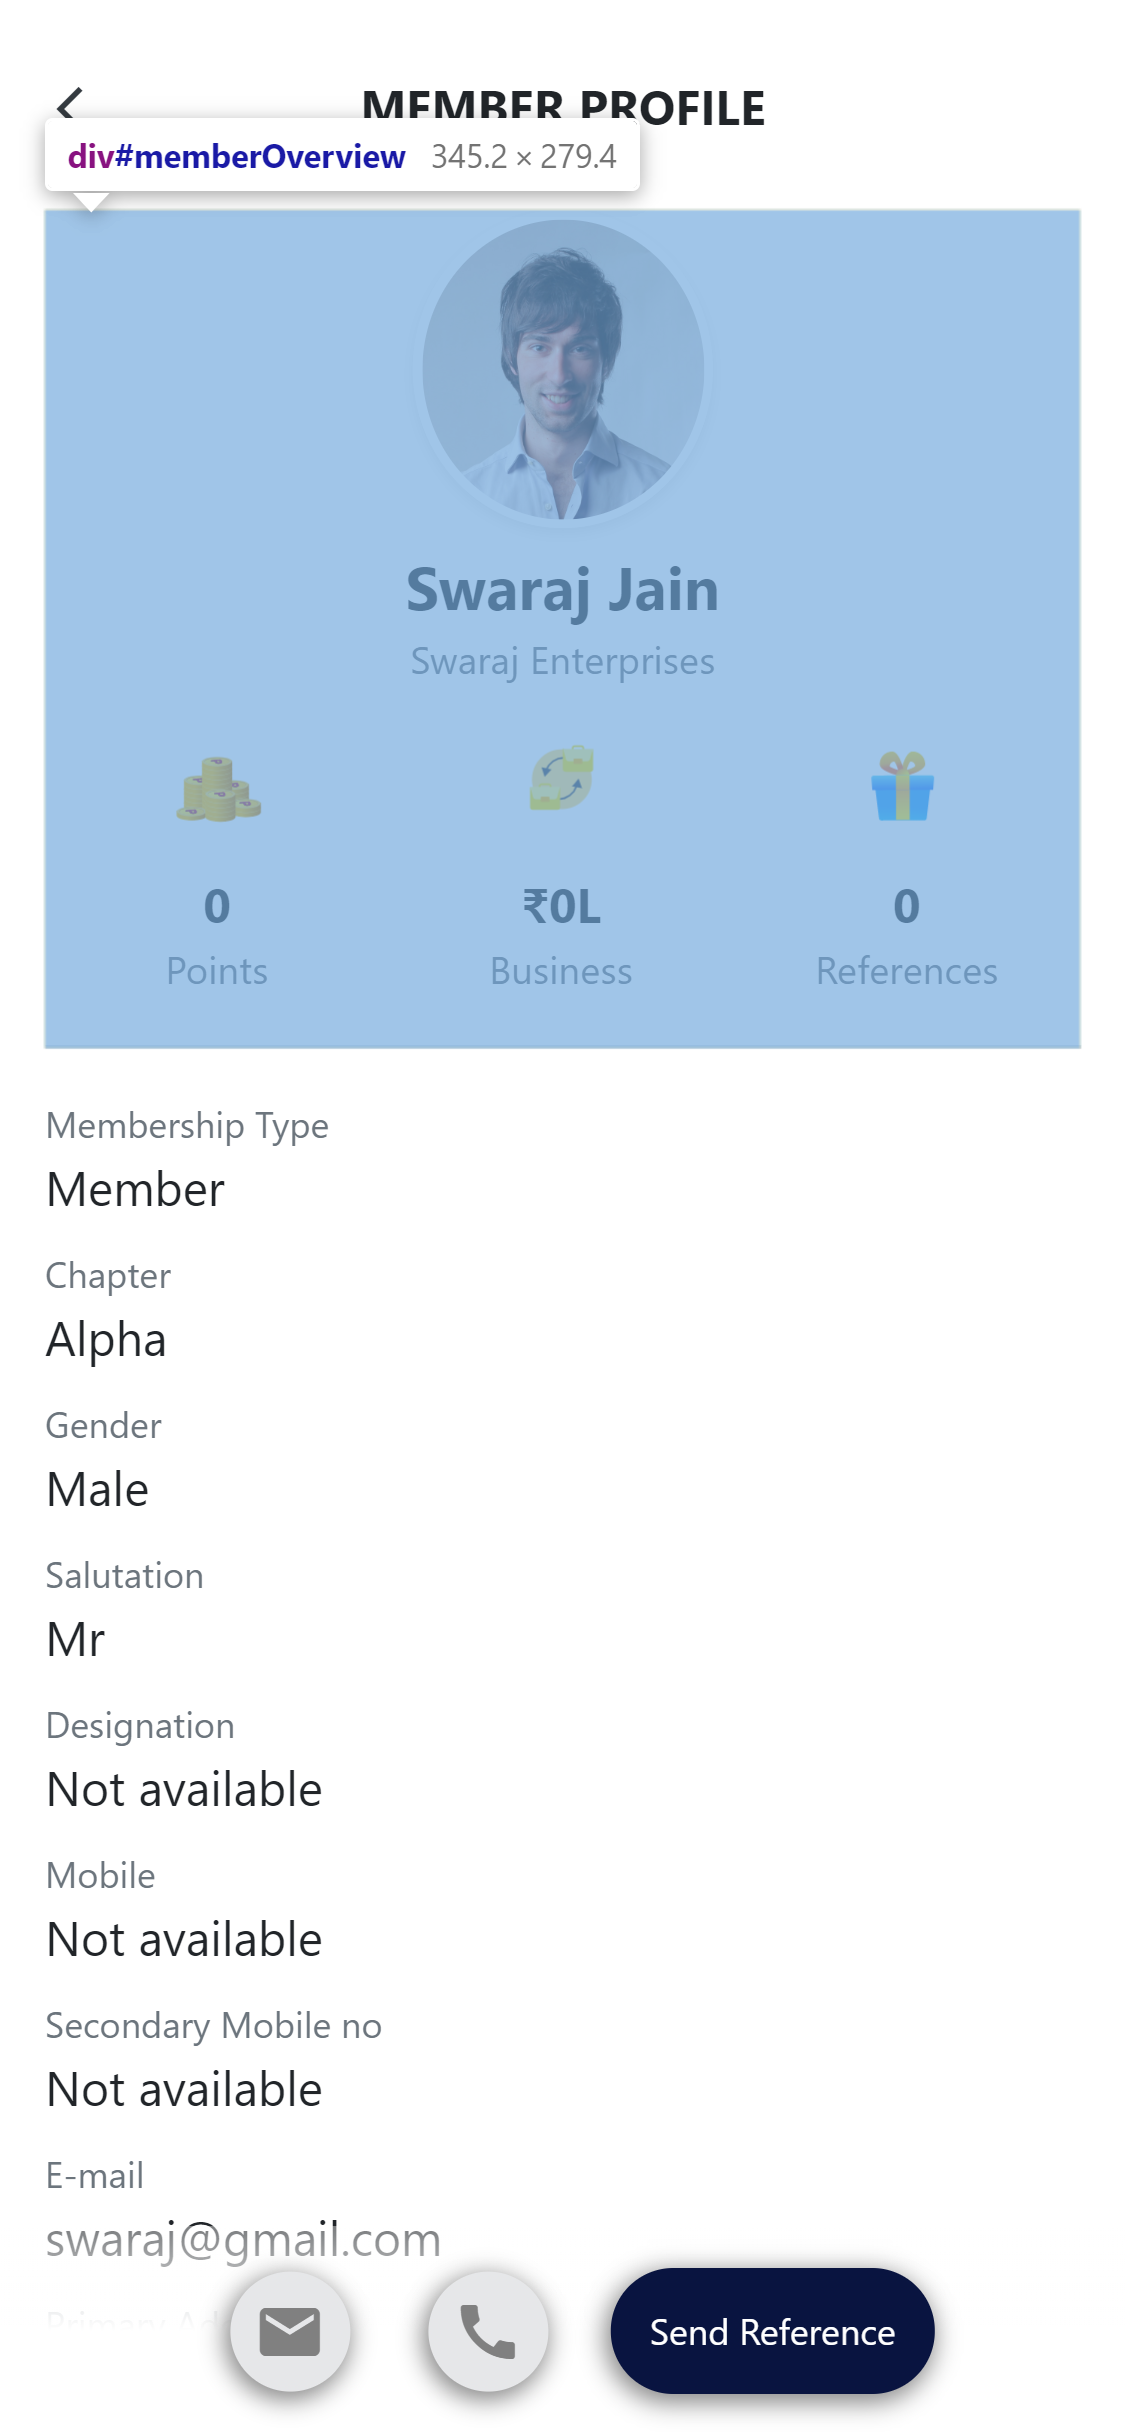 MEMBER PROFILE
div#memberOverview 345.2 × 279.4
Swaraj Jain
Swaraj Enterprises
0 ₹0L 0
Points Business References
Membership Type
Member
Chapter
Alpha
Gender
Male
Salutation
Mr
Designation
Not available
Mobile
Not available
Secondary Mobile no
Not available
E-mail
swaraj@gmail.com
Primary Ad
Send Reference